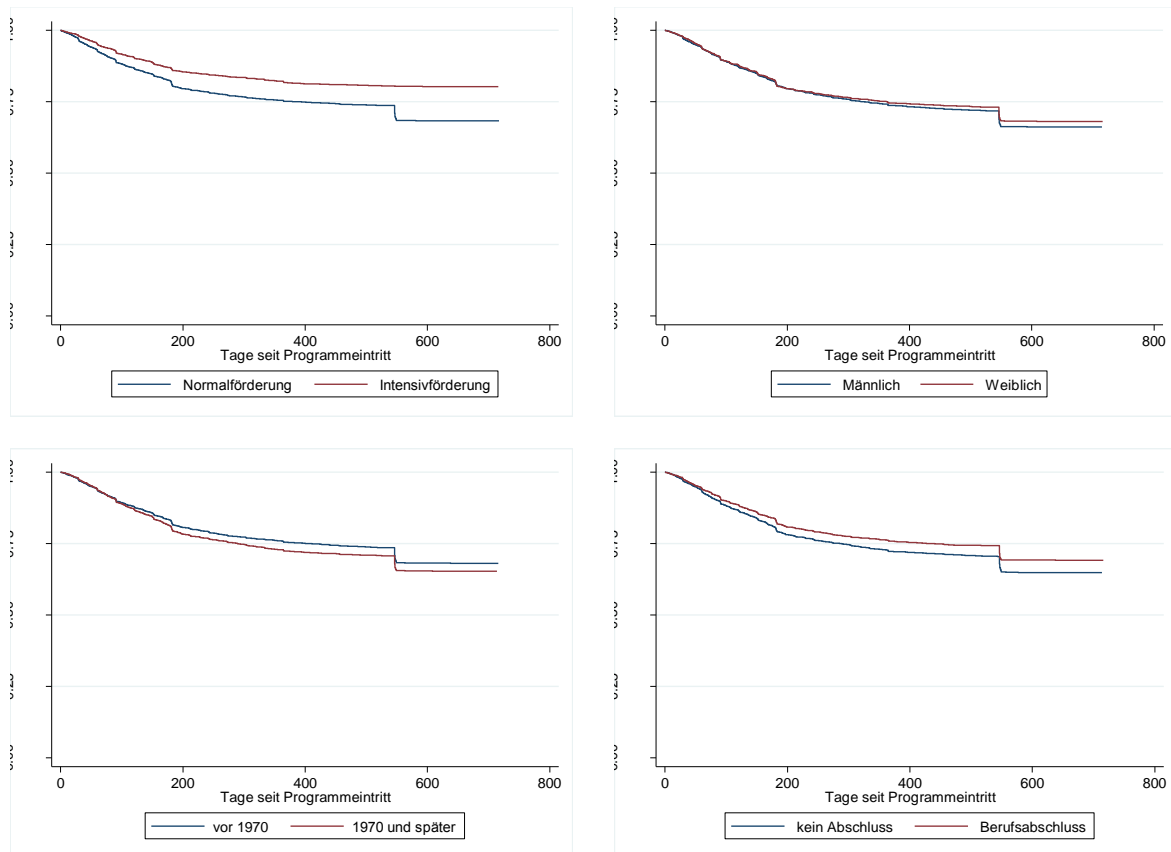 0 200 400 600 800
Tage seit Programmeintritt
Normalförderung Intensivförderung
0 200 400 600 800
Tage seit Programmeintritt
Männlich Weiblich
0 200 400 600 800
Tage seit Programmeintritt
vor 1970 1970 und später
0 200 400 600 800
Tage seit Programmeintritt
kein Abschluss Berufsabschluss